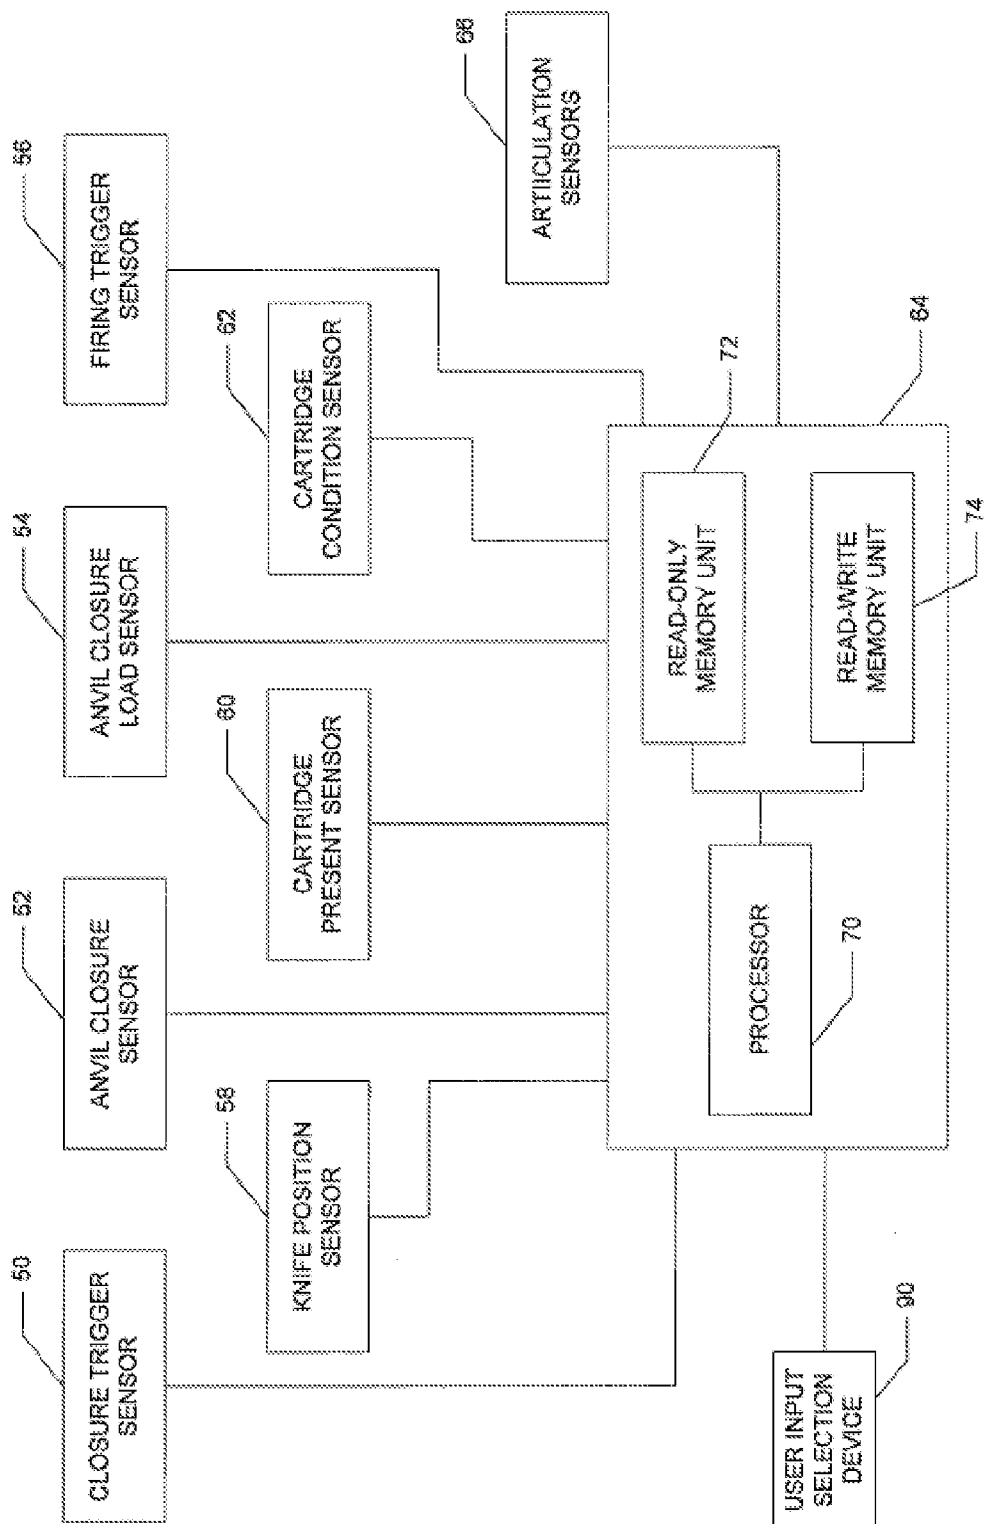 50
CLOSURE TRIGGER
SENSOR
52
ANVIL CLOSURE
SENSOR
54
ANVIL CLOSURE
LOAD SENSOR
56
FIRING TRIGGER
SENSOR
58
KNIFE POSITION
SENSOR
60
CARTRIDGE
PRESENT SENSOR
62
CARTRIDGE
CONDITION SENSOR
68
ARTIICULATION
SENSORS
64
72
READ-ONLY
MEMORY UNIT
PROCESSOR
70
READ-WRITE
MEMORY UNIT
74
USER INPUT
SELECTION
DEVICE
90